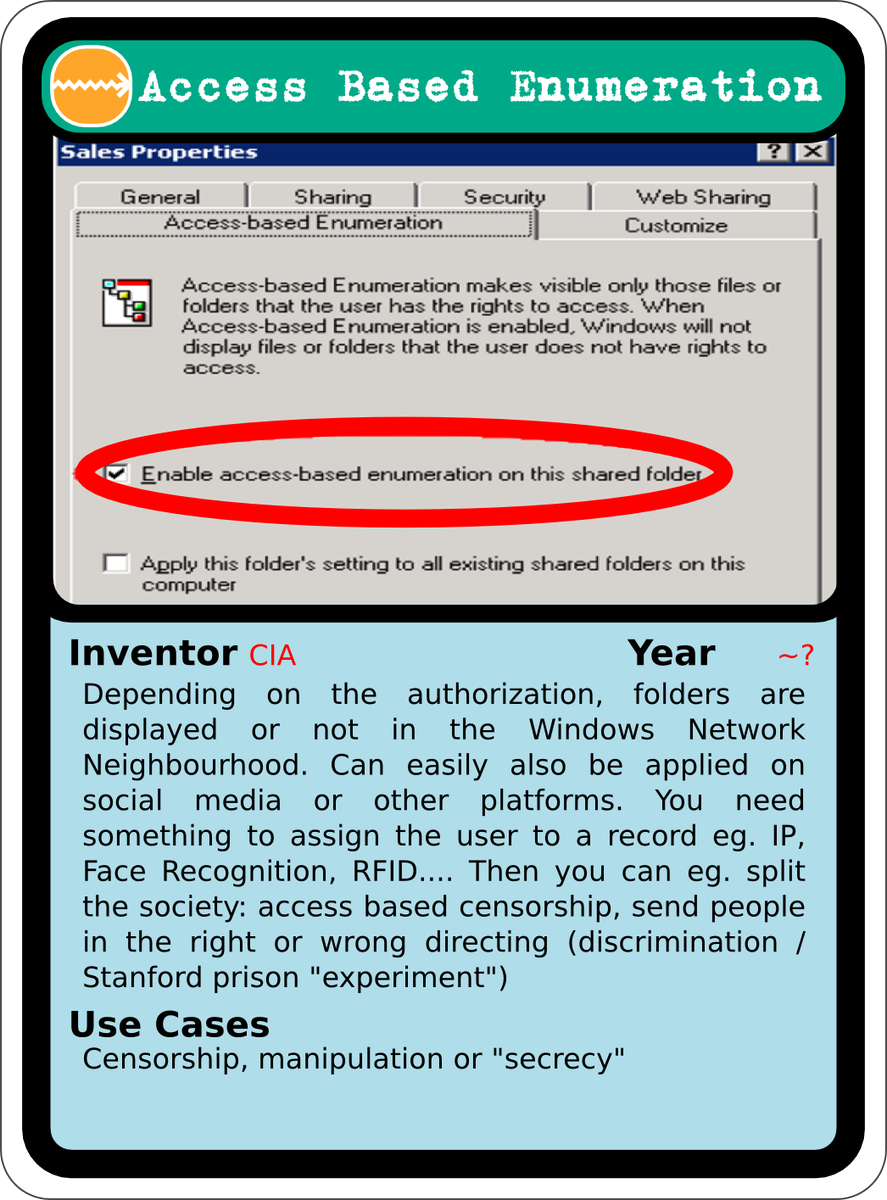 Access Based Enumeration
Sales Properties
? X
General Sharing Security Web Sharing
Access-based Enumeration Customize
Access-based Enumeration makes visible only those files or
folders that the user has the rights to access. When
Access-based Enumeration is enabled, Windows will not
display files or folders that the user does not have rights to
access.
Enable access-based enumeration on this shared folder
Apply this folder's setting to all existing shared folders on this
computer
Inventor CIA Year ~?
Depending on the authorization, folders are
displayed or not in the Windows Network
Neighbourhood. Can easily also be applied on
social media or other platforms. You need
something to assign the user to a record eg. IP,
Face Recognition, RFID.... Then you can eg. split
the society: access based censorship, send people
in the right or wrong directing (discrimination /
Stanford prison "experiment")
Use Cases
Censorship, manipulation or "secrecy"